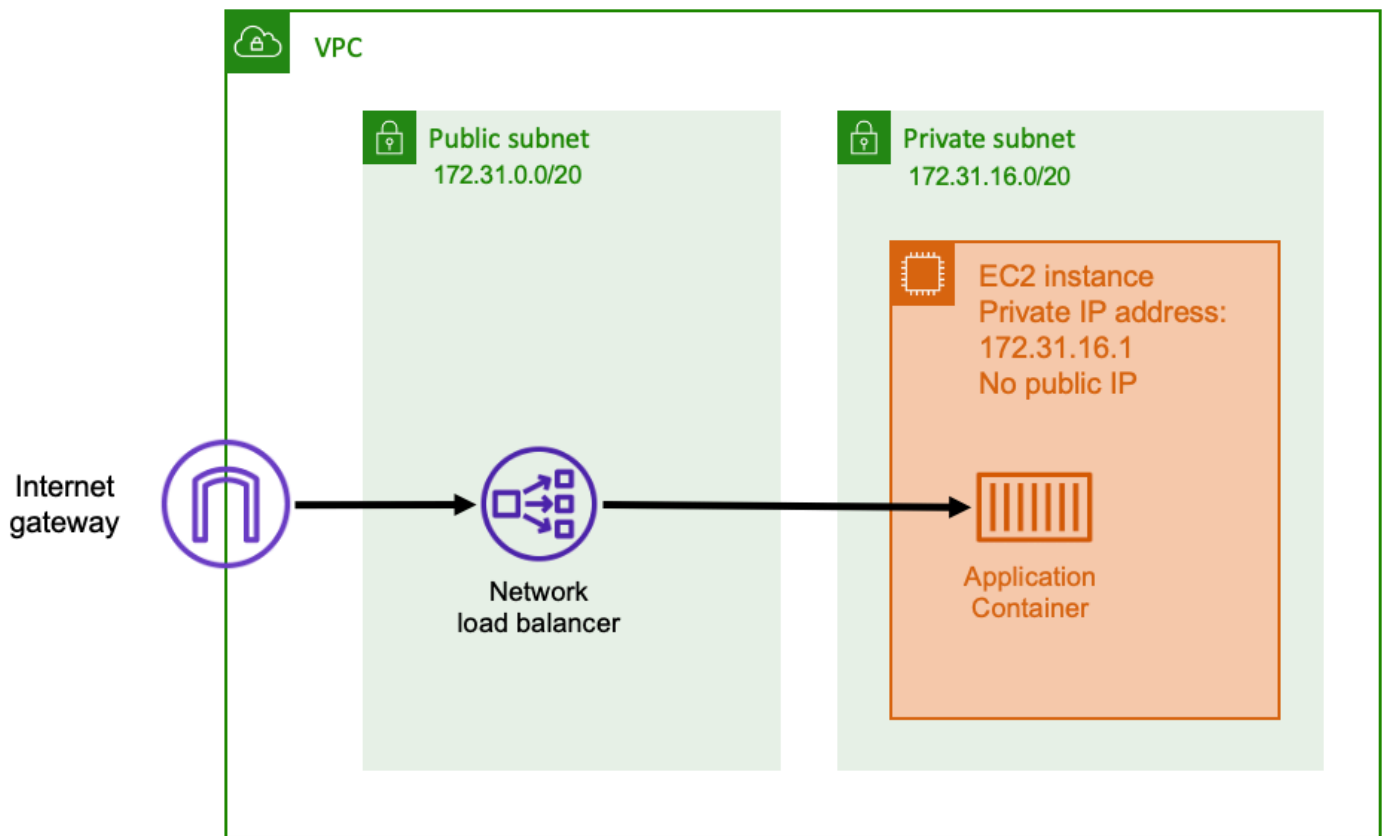 VPC
Public subnet
172.31.0.0/20
Private subnet
172.31.16.0/20
EC2 instance
Private IP address:
172.31.16.1
No public IP
Internet
gateway
Network
load balancer
Application
Container